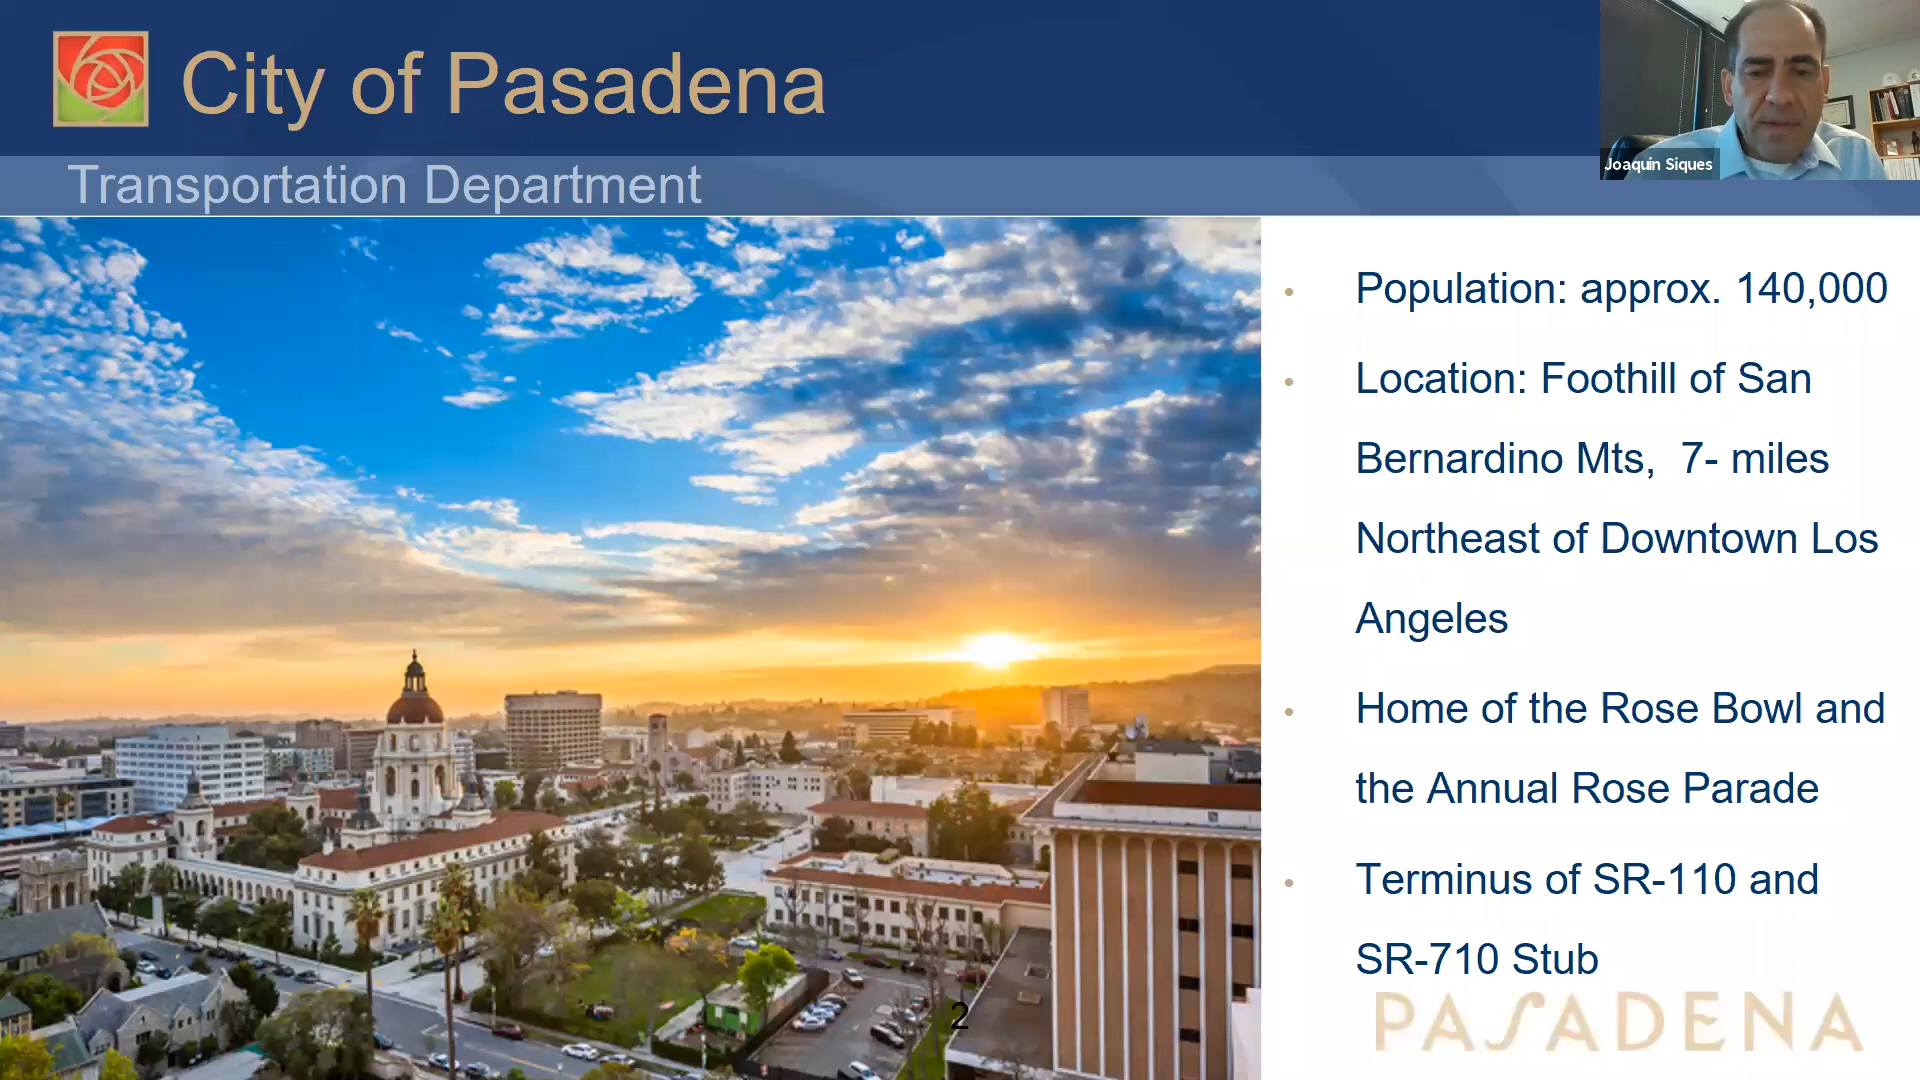 City of Pasadena
Joaquin Siques
Transportation Department
• Population: approx. 140,000
• Location: Foothill of San
Bernardino Mts,  7- miles
Northeast of Downtown Los
Angeles
• Home of the Rose Bowl and
the Annual Rose Parade
• Terminus of SR-110 and
SR-710 Stub
2
PASADENA